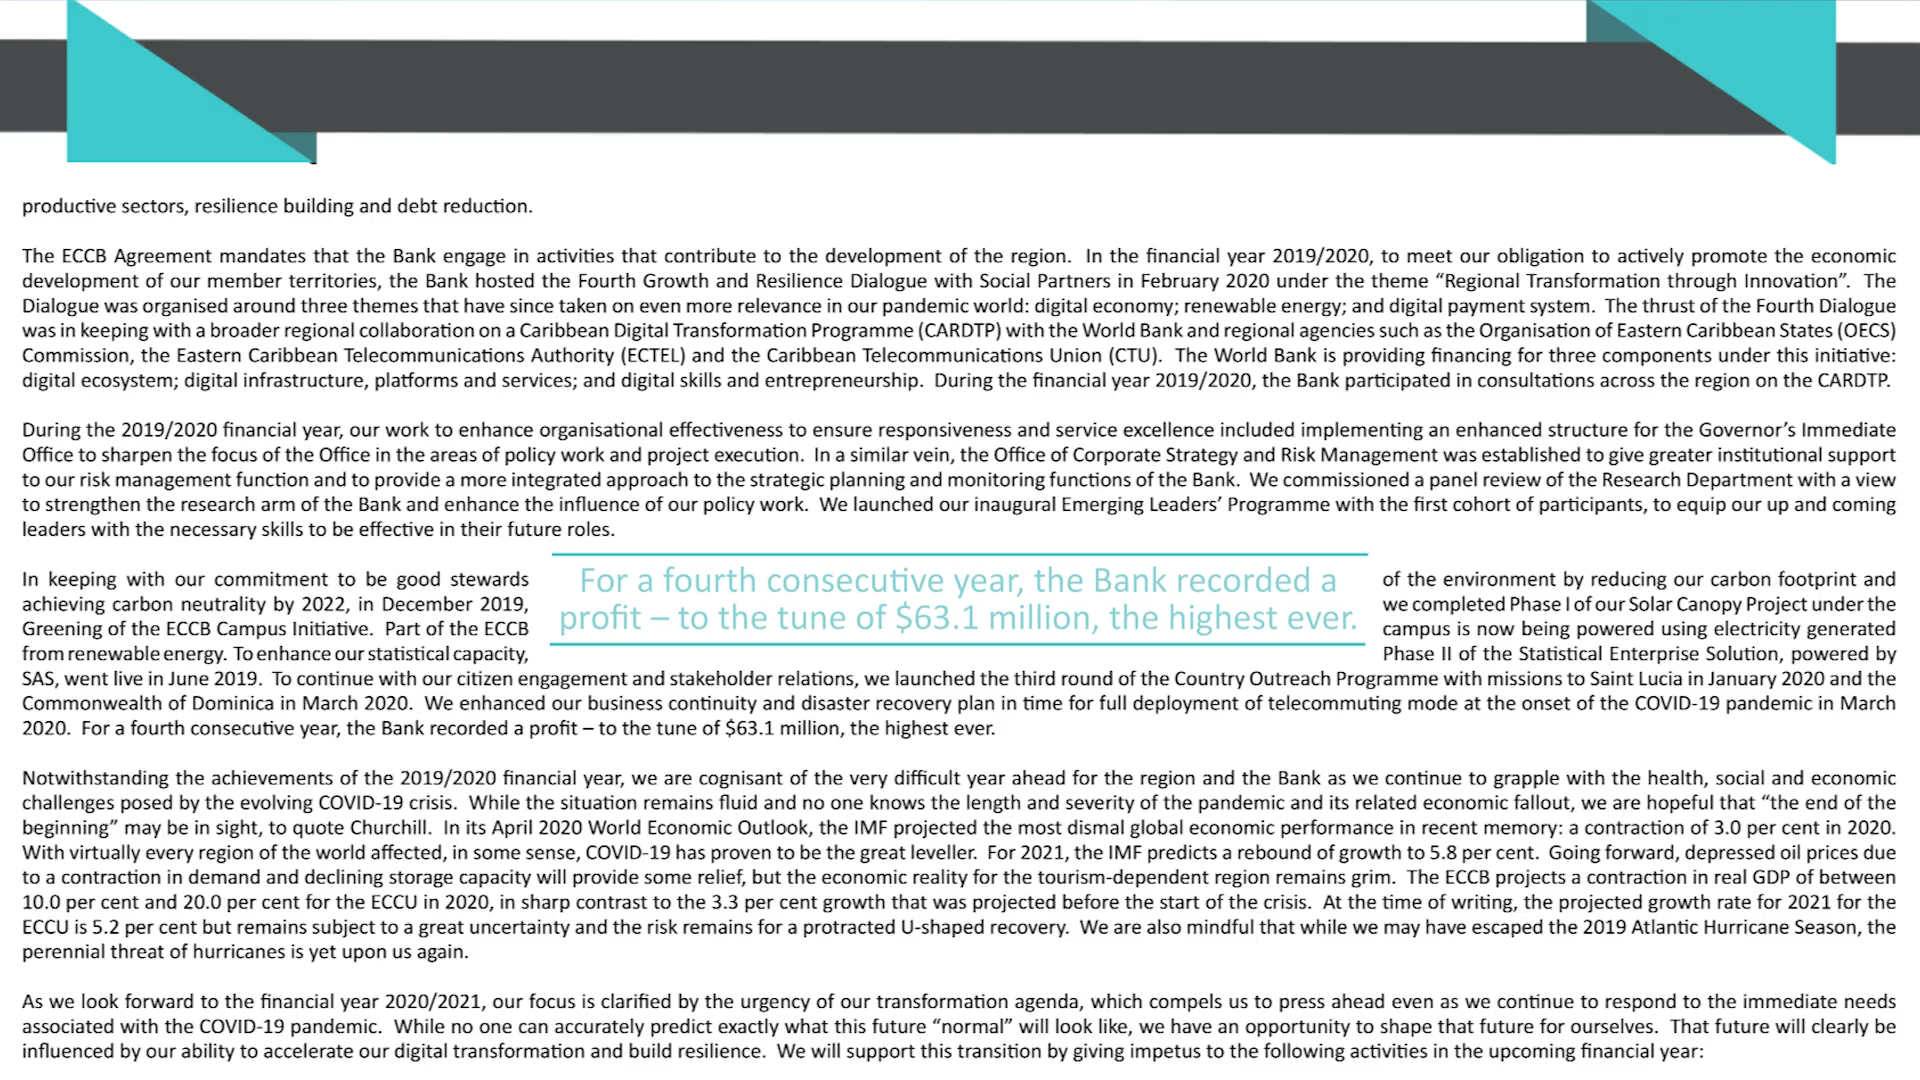 productive sectors, resilience building and debt reduction.
The ECCB Agreement mandates that the Bank engage in activities that contribute to the development of the region. In the financial year 2019/2020, to meet our obligation to actively promote the economic
development of our member territories, the Bank hosted the Fourth Growth and Resilience Dialogue with Social Partners in February 2020 under the theme “Regional Transformation through Innovation”. The
Dialogue was organised around three themes that have since taken on even more relevance in our pandemic world: digital economy; renewable energy; and digital payment system. The thrust of the Fourth Dialogue
was in keeping with a broader regional collaboration on a Caribbean Digital Transformation Programme (CARDTP) with the World Bank and regional agencies such as the Organisation of Eastern Caribbean States (OECS)
Commission, the Eastern Caribbean Telecommunications Authority (ECTEL) and the Caribbean Telecommunications Union (CTU). The World Bank is providing financing for three components under this initiative:
digital ecosystem; digital infrastructure, platforms and services; and digital skills and entrepreneurship. During the financial year 2019/2020, the Bank participated in consultations across the region on the CARDTP.
During the 2019/2020 financial year, our work to enhance organisational effectiveness to ensure responsiveness and service excellence included implementing an enhanced structure for the Governor’s Immediate
Office to sharpen the focus of the Office in the areas of policy work and project execution. In a similar vein, the Office of Corporate Strategy and Risk Management was established to give greater institutional support
to our risk management function and to provide a more integrated approach to the strategic planning and monitoring functions of the Bank. We commissioned a panel review of the Research Department with a view
to strengthen the research arm of the Bank and enhance the influence of our policy work. We launched our inaugural Emerging Leaders’ Programme with the first cohort of participants, to equip our up and coming
leaders with the necessary skills to be effective in their future roles.
For a fourth consecutive year, the Bank recorded a
profit – to the tune of $63.1 million, the highest ever.
In keeping with our commitment to be good stewards of the environment by reducing our carbon footprint and
achieving carbon neutrality by 2022, in December 2019, we completed Phase I of our Solar Canopy Project under the
Greening of the ECCB Campus Initiative. Part of the ECCB campus is now being powered using electricity generated
from renewable energy. To enhance our statistical capacity, Phase II of the Statistical Enterprise Solution, powered by
SAS, went live in June 2019. To continue with our citizen engagement and stakeholder relations, we launched the third round of the Country Outreach Programme with missions to Saint Lucia in January 2020 and the
Commonwealth of Dominica in March 2020. We enhanced our business continuity and disaster recovery plan in time for full deployment of telecommuting mode at the onset of the COVID-19 pandemic in March
2020. For a fourth consecutive year, the Bank recorded a profit – to the tune of $63.1 million, the highest ever.
Notwithstanding the achievements of the 2019/2020 financial year, we are cognisant of the very difficult year ahead for the region and the Bank as we continue to grapple with the health, social and economic
challenges posed by the evolving COVID-19 crisis. While the situation remains fluid and no one knows the length and severity of the pandemic and its related economic fallout, we are hopeful that “the end of the
beginning” may be in sight, to quote Churchill. In its April 2020 World Economic Outlook, the IMF projected the most dismal global economic performance in recent memory: a contraction of 3.0 per cent in 2020.
With virtually every region of the world affected, in some sense, COVID-19 has proven to be the great leveller. For 2021, the IMF predicts a rebound of growth to 5.8 per cent. Going forward, depressed oil prices due
to a contraction in demand and declining storage capacity will provide some relief, but the economic reality for the tourism-dependent region remains grim. The ECCB projects a contraction in real GDP of between
10.0 per cent and 20.0 per cent for the ECCU in 2020, in sharp contrast to the 3.3 per cent growth that was projected before the start of the crisis. At the time of writing, the projected growth rate for 2021 for the
ECCU is 5.2 per cent but remains subject to a great uncertainty and the risk remains for a protracted U-shaped recovery. We are also mindful that while we may have escaped the 2019 Atlantic Hurricane Season, the
perennial threat of hurricanes is yet upon us again.
As we look forward to the financial year 2020/2021, our focus is clarified by the urgency of our transformation agenda, which compels us to press ahead even as we continue to respond to the immediate needs
associated with the COVID-19 pandemic. While no one can accurately predict exactly what this future “normal” will look like, we have an opportunity to shape that future for ourselves. That future will clearly be
influenced by our ability to accelerate our digital transformation and build resilience. We will support this transition by giving impetus to the following activities in the upcoming financial year: